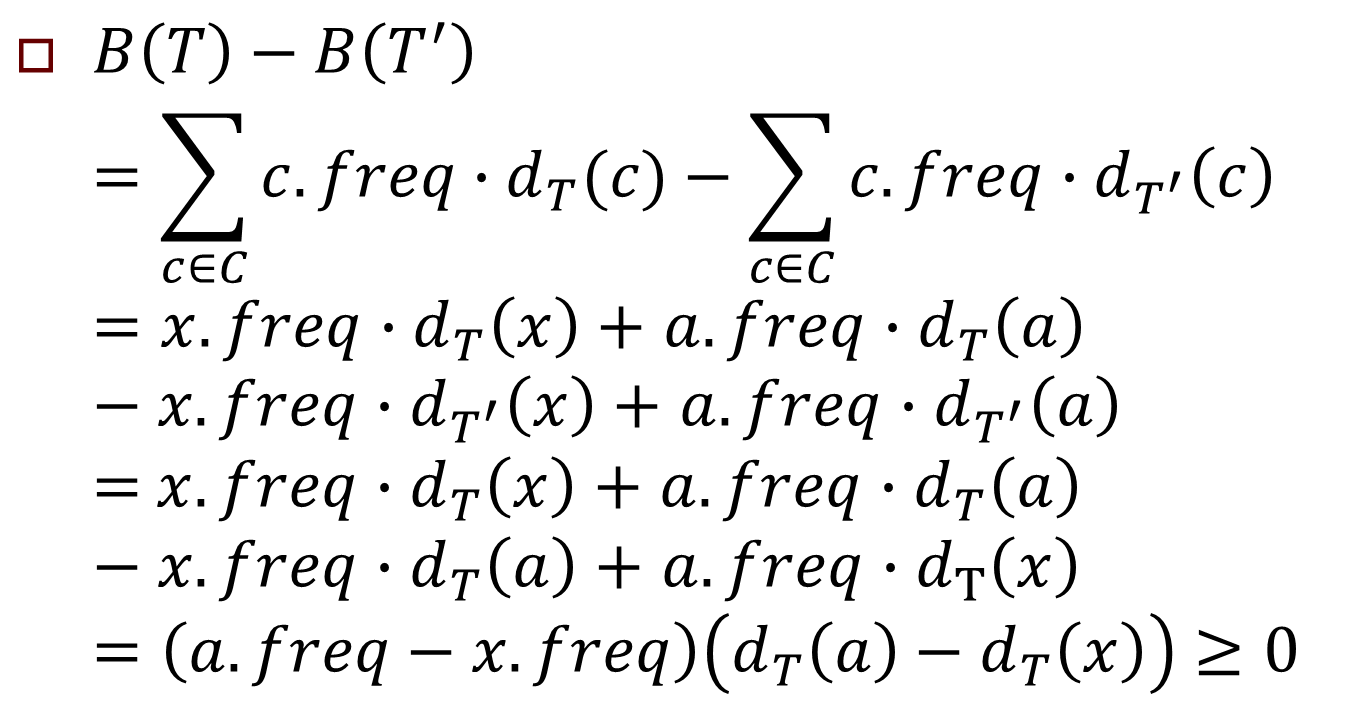 □ B(T) − B(T′)
= ∑_{c∈C} c.freq · d_T(c) − ∑_{c∈C} c.freq · d_{T′}(c)
= x.freq · d_T(x) + a.freq · d_T(a)
− x.freq · d_{T′}(x) + a.freq · d_{T′}(a)
= x.freq · d_T(x) + a.freq · d_T(a)
− x.freq · d_T(a) + a.freq · d_T(x)
= (a.freq − x.freq)(d_T(a) − d_T(x)) ≥ 0